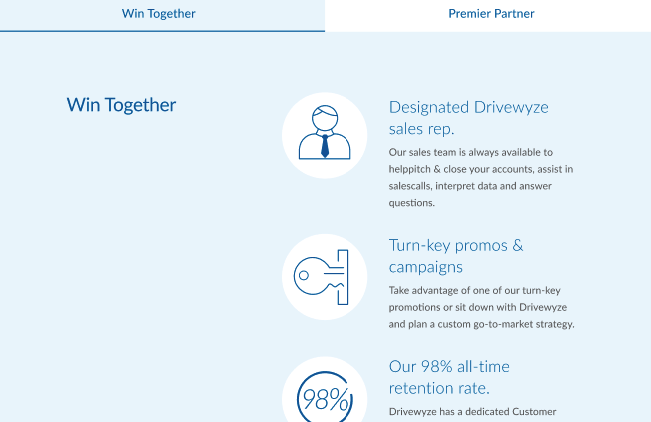 Win Together
Premier Partner
Win Together
Designated Drivewyze
sales rep.
Our sales team is always available to
helppitch & close your accounts, assist in
salescalls, interpret data and answer
questions.
Turn-key promos &
campaigns
Take advantage of one of our turn-key
promotions or sit down with Drivewyze
and plan a custom go-to-market strategy.
98%
Our 98% all-time
retention rate.
Drivewyze has a dedicated Customer